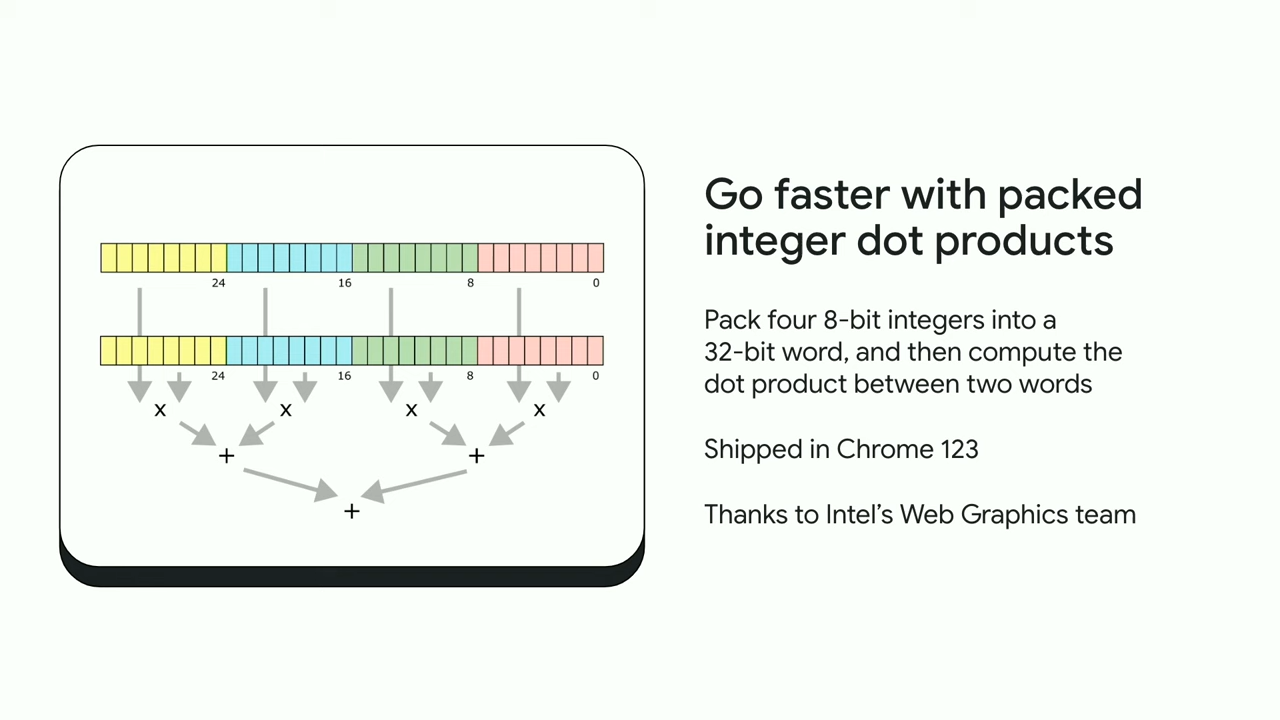 24 16 8 0
24 16 8 0
x x x x
+ +
+
Go faster with packed
integer dot products
Pack four 8-bit integers into a
32-bit word, and then compute the
dot product between two words
Shipped in Chrome 123
Thanks to Intel’s Web Graphics team